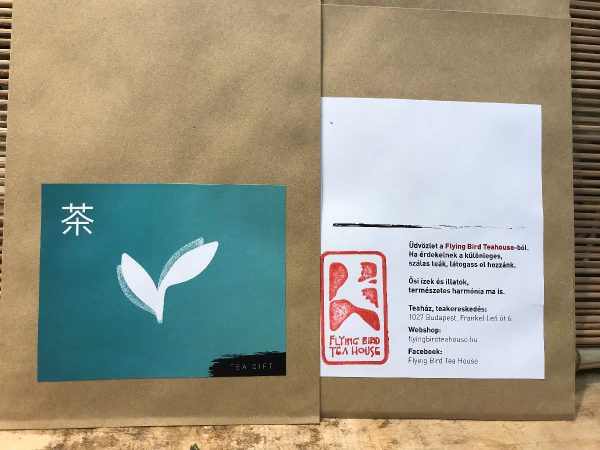 茶
TEA GIFT
Üdvözlet a Flying Bird Teahouse-ból.
Ha érdekelnek a különleges,
szálas teák, látogass el hozzánk.
Ősi ízek és illatok,
természetes harmónia ma is.
Teaház, teakereskedés:
1027 Budapest, Frankel Leó út 6.
Webshop:
flyingbirdteahouse.hu
Facebook:
Flying Bird Tea House
FLYING BIRD
TEA HOUSE